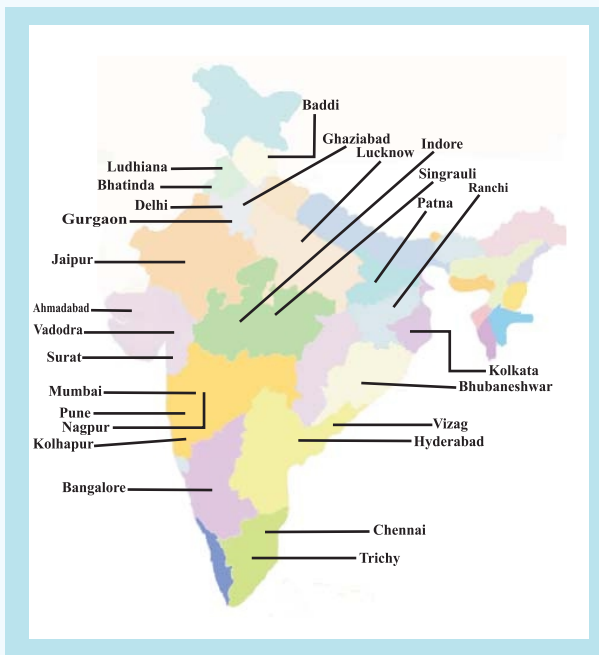 Baddi
Ghaziabad
Indore
Lucknow
Ludhiana
Singrauli
Bhatinda
Ranchi
Delhi
Patna
Gurgaon
Jaipur
Ahmadabad
Vadodra
Surat
Kolkata
Bhubaneshwar
Mumbai
Pune
Vizag
Nagpur
Kolhapur
Hyderabad
Bangalore
Chennai
Trichy